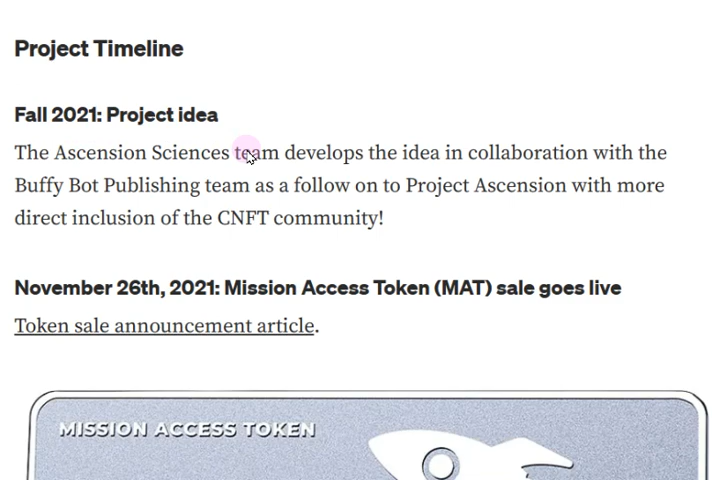 Project Timeline
Fall 2021: Project idea
The Ascension Sciences team develops the idea in collaboration with the
Buffy Bot Publishing team as a follow on to Project Ascension with more
direct inclusion of the CNFT community!
November 26th, 2021: Mission Access Token (MAT) sale goes live
Token sale announcement article.
MISSION ACCESS TOKEN